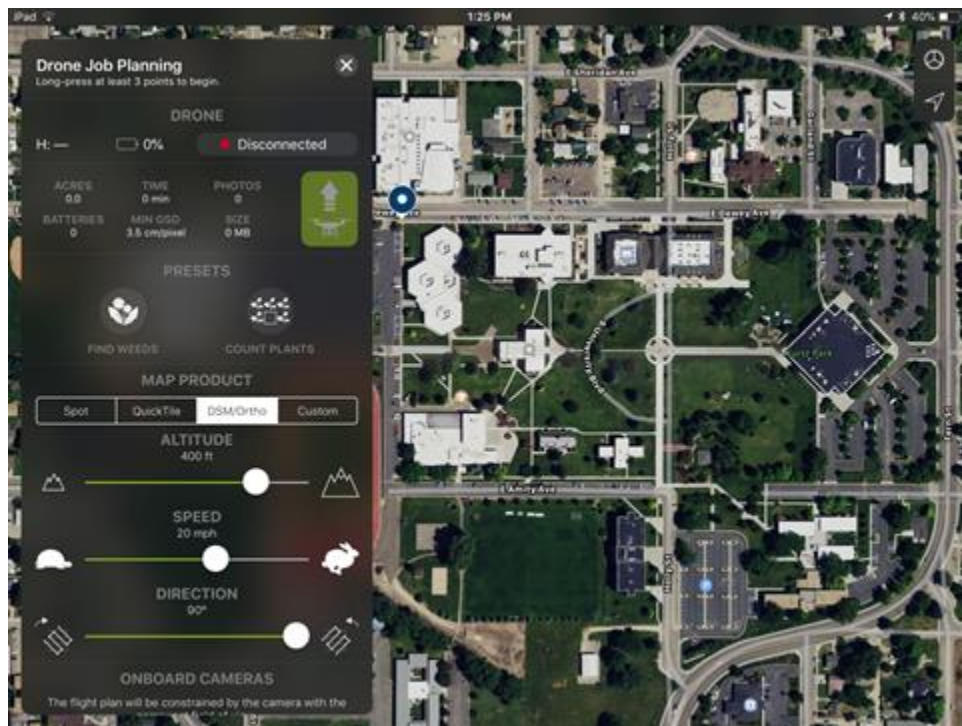 iPad
1:25 PM
40%
Drone Job Planning
Long-press at least 3 points to begin.
DRONE
H: —
0%
Disconnected
ACRES
0.0
TIME
0 min
PHOTOS
0
BATTERIES
0
MIN GSD
3.5 cm/pixel
SIZE
0 MB
PRESETS
FIND WEEDS
COUNT PLANTS
MAP PRODUCT
Spot
QuickTile
DSM/Ortho
Custom
ALTITUDE
400 ft
SPEED
20 mph
DIRECTION
90°
ONBOARD CAMERAS
The flight plan will be constrained by the camera with the
E Sheridan Ave
E Dewey Ave
E Amity Ave
Holly St
Holly St